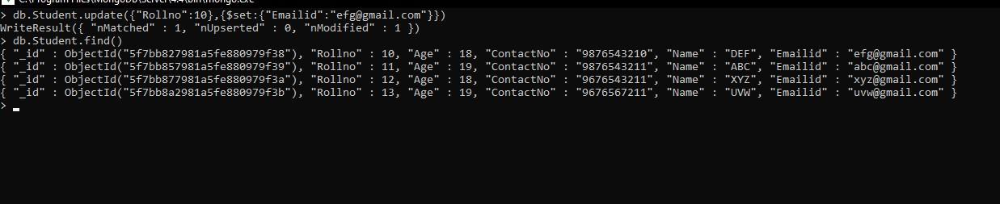 C:\Program Files\MongoDB\Server\4.4\bin\mongo.exe
> db.Student.update({"Rollno":10},{$set:{"Emailid":"efg@gmail.com"}})
WriteResult({ "nMatched" : 1, "nUpserted" : 0, "nModified" : 1 })
> db.Student.find()
{ "_id" : ObjectId("5f7bb827981a5fe880979f38"), "Rollno" : 10, "Age" : 18, "ContactNo" : "9876543210", "Name" : "DEF", "Emailid" : "efg@gmail.com" }
{ "_id" : ObjectId("5f7bb857981a5fe880979f39"), "Rollno" : 11, "Age" : 19, "ContactNo" : "9876543211", "Name" : "ABC", "Emailid" : "abc@gmail.com" }
{ "_id" : ObjectId("5f7bb877981a5fe880979f3a"), "Rollno" : 12, "Age" : 18, "ContactNo" : "9676543211", "Name" : "XYZ", "Emailid" : "xyz@gmail.com" }
{ "_id" : ObjectId("5f7bb8a2981a5fe880979f3b"), "Rollno" : 13, "Age" : 19, "ContactNo" : "9676567211", "Name" : "UVW", "Emailid" : "uvw@gmail.com" }
>